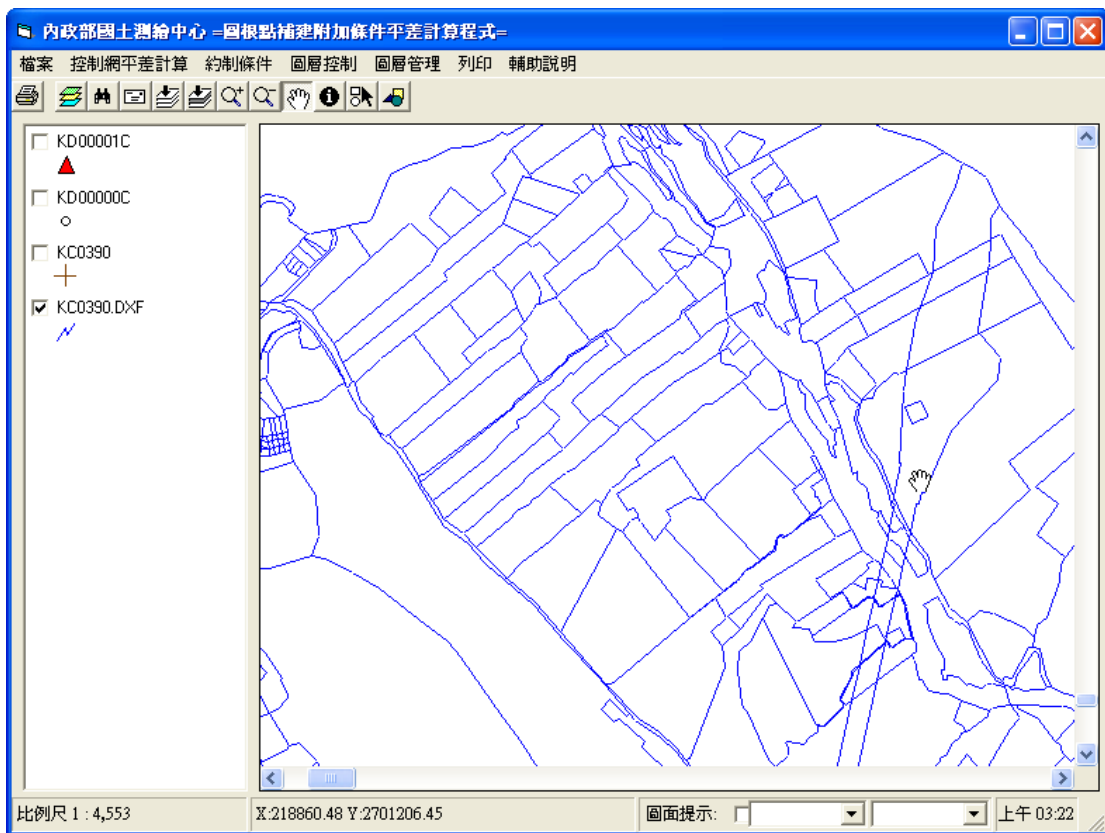 內政部國土測繪中心 =圖根點補建附加條件平差計算程式=
檔案 控制網平差計算 約制條件 圖層控制 圖層管理 列印 輔助說明
KD00001C
KD00000C
KC0390
KC0390.DXF
比例尺 1 : 4,553 X:218860.48 Y:2701206.45 圖面提示: 上午 03:22